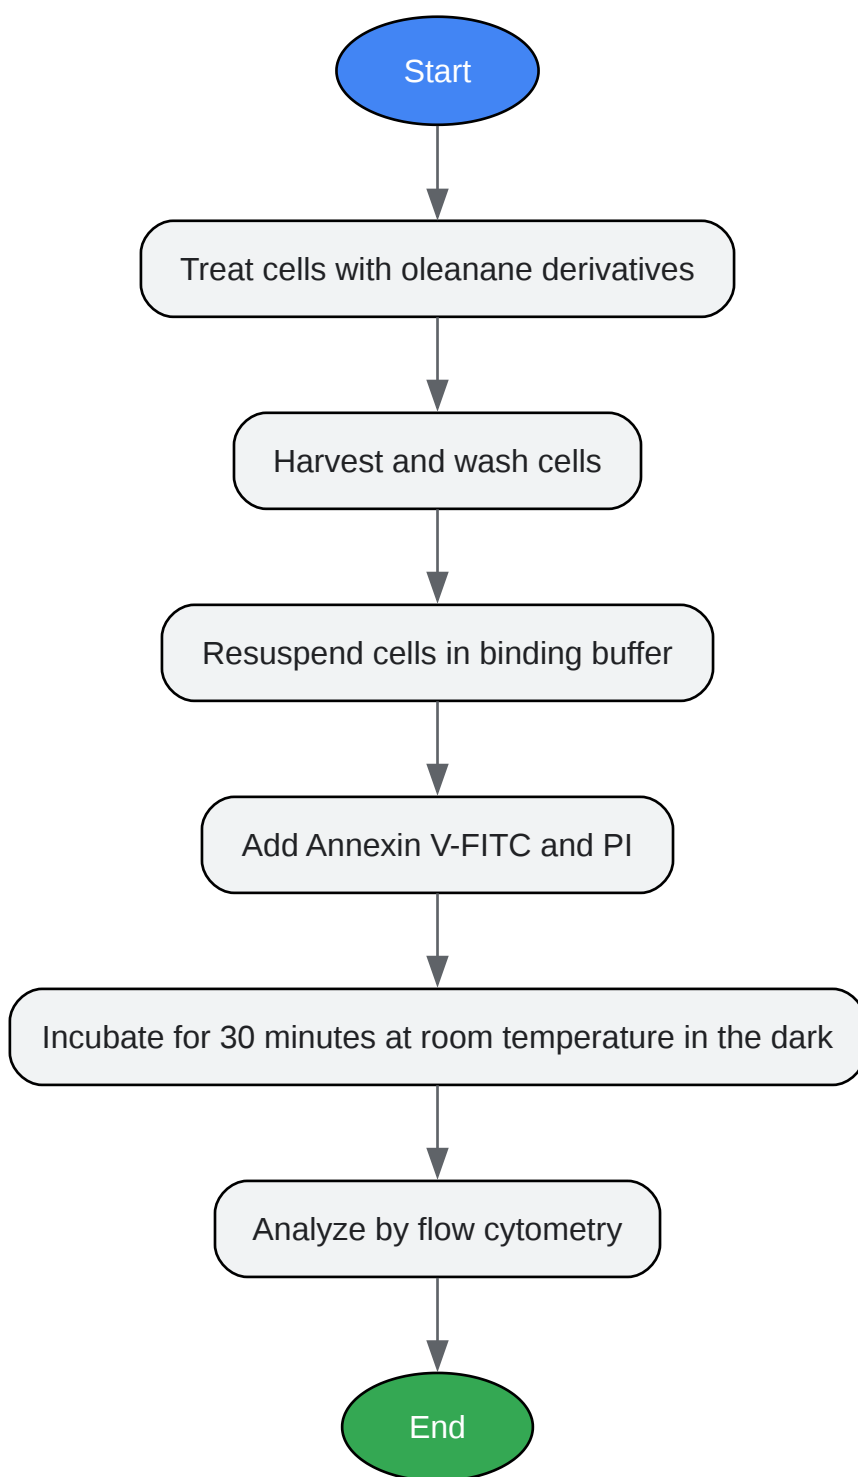 Start
Treat cells with oleanane derivatives
Harvest and wash cells
Resuspend cells in binding buffer
Add Annexin V-FITC and PI
Incubate for 30 minutes at room temperature in the dark
Analyze by flow cytometry
End